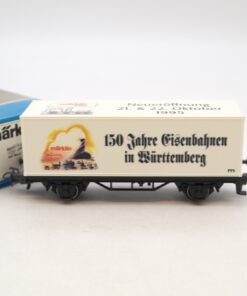 Neueröffnung
21. & 22. Oktober
1995
märklin
150 Jahre Eisenbahnen
in Württemberg
m